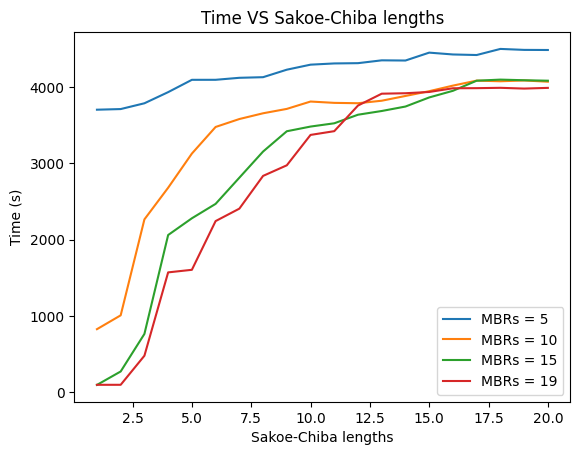 Time VS Sakoe-Chiba lengths
Time (s)
4000
3000
2000
1000
0
2.5 5.0 7.5 10.0 12.5 15.0 17.5 20.0
Sakoe-Chiba lengths
MBRs = 5
MBRs = 10
MBRs = 15
MBRs = 19